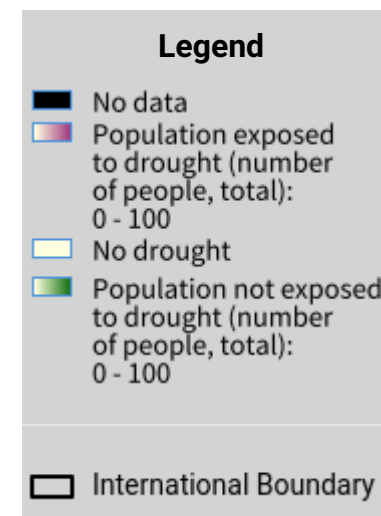 Legend
No data
Population exposed
to drought (number
of people, total):
0 - 100
No drought
Population not exposed
to drought (number
of people, total):
0 - 100
International Boundary